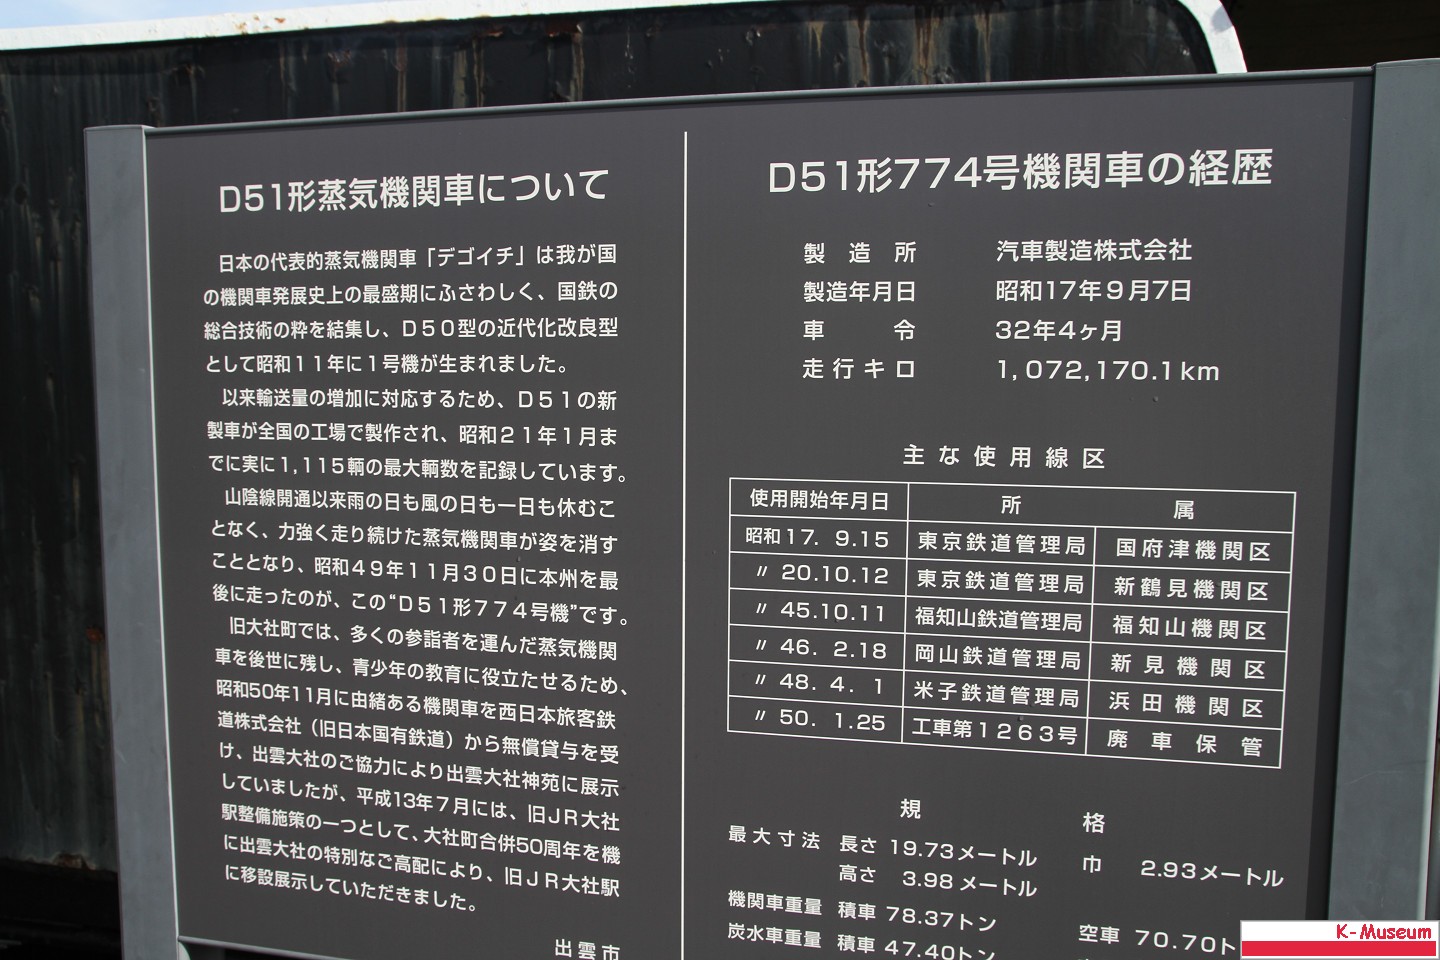 D51形蒸気機関車について
日本の代表的蒸気機関車「デゴイチ」は我が国
の機関車発展史上の最盛期にふさわしく、国鉄の
総合技術の粋を結集し、D50型の近代化改良型
として昭和11年に1号機が生まれました。
以来輸送量の増加に対応するため、D51の新
製車が全国の工場で製作され、昭和21年1月ま
でに実に1,115輌の最大輌数を記録しています。
山陰線開通以来雨の日も風の日も一日も休むこ
となく、力強く走り続けた蒸気機関車が姿を消す
こととなり、昭和49年11月30日に本州を最
後に走ったのが、この“D51形774号機”です。
旧大社町では、多くの参詣者を運んだ蒸気機関
車を後世に残し、青少年の教育に役立たせるため、
昭和50年11月に由緒ある機関車を西日本旅客鉄
道株式会社（旧日本国有鉄道）から無償貸与を受
け、出雲大社のご協力により出雲大社神苑に展示
していましたが、平成13年7月には、旧JR大社
駅整備施策の一つとして、大社町合併50周年を機
に出雲大社の特別なご高配により、旧JR大社駅
に移設展示していただきました。
出雲市
D51形774号機関車の経歴
製造所 汽車製造株式会社
製造年月日 昭和17年9月7日
車令 32年4ヶ月
走行キロ 1,072,170.1km
主な使用線区
使用開始年月日 所属
昭和17. 9.15 東京鉄道管理局 国府津機関区
〃 20.10.12 東京鉄道管理局 新鶴見機関区
〃 45.10.11 福知山鉄道管理局 福知山機関区
〃 46. 2.18 岡山鉄道管理局 新見機関区
〃 48. 4. 1 米子鉄道管理局 浜田機関区
〃 50. 1.25 工車第1263号 廃車保管
規格
最大寸法 長さ 19.73メートル 巾 2.93メートル
高さ 3.98メートル
機関車重量 積車 78.37トン 空車 70.70ト
炭水車重量 積車 47.40トン
K-Museum